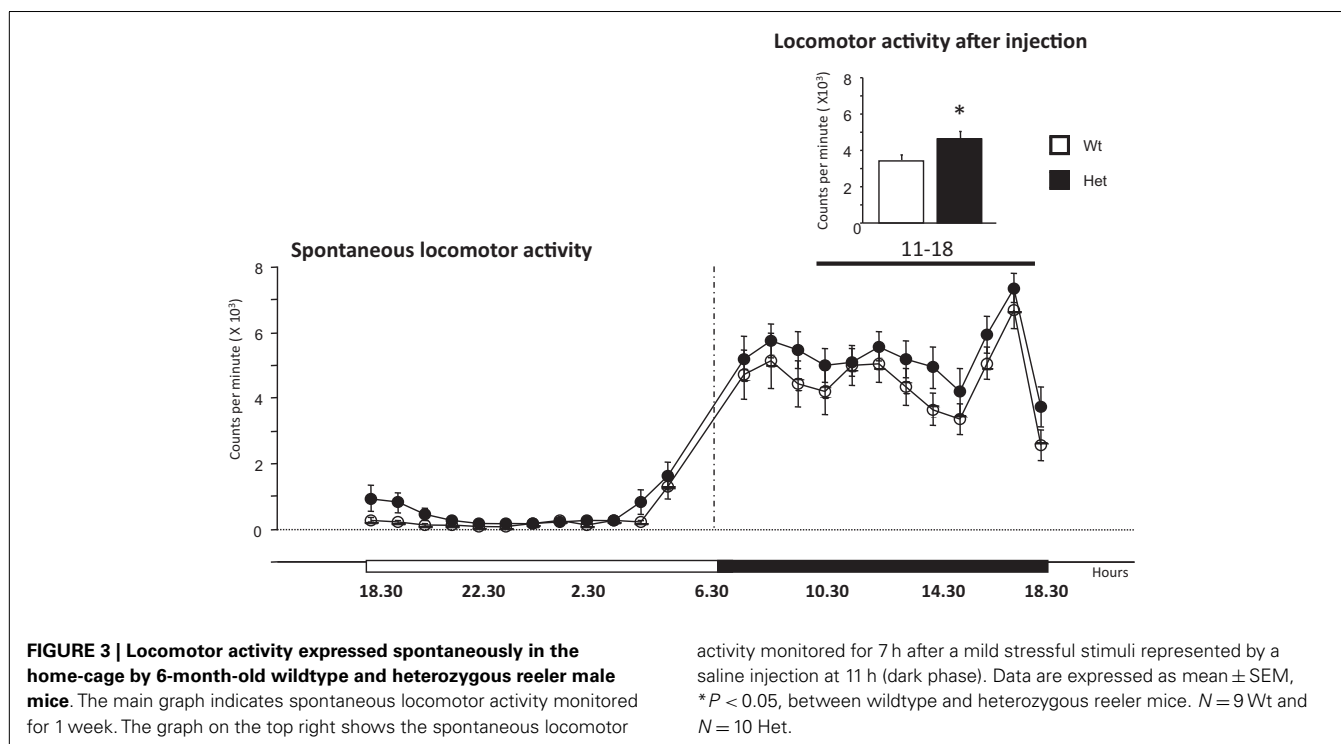 Locomotor activity after injection
8
6
4
2
0
Counts per minute ( X10³)
*
Wt
Het
11-18
Spontaneous locomotor activity
8
6
4
2
0
Counts per minute ( X 10³)
Hours
18.30 22.30 2.30 6.30 10.30 14.30 18.30
FIGURE 3 | Locomotor activity expressed spontaneously in the
home-cage by 6-month-old wildtype and heterozygous reeler male
mice. The main graph indicates spontaneous locomotor activity monitored
for 1 week. The graph on the top right shows the spontaneous locomotor
activity monitored for 7 h after a mild stressful stimuli represented by a
saline injection at 11 h (dark phase). Data are expressed as mean ± SEM,
*P < 0.05, between wildtype and heterozygous reeler mice. N = 9 Wt and
N = 10 Het.